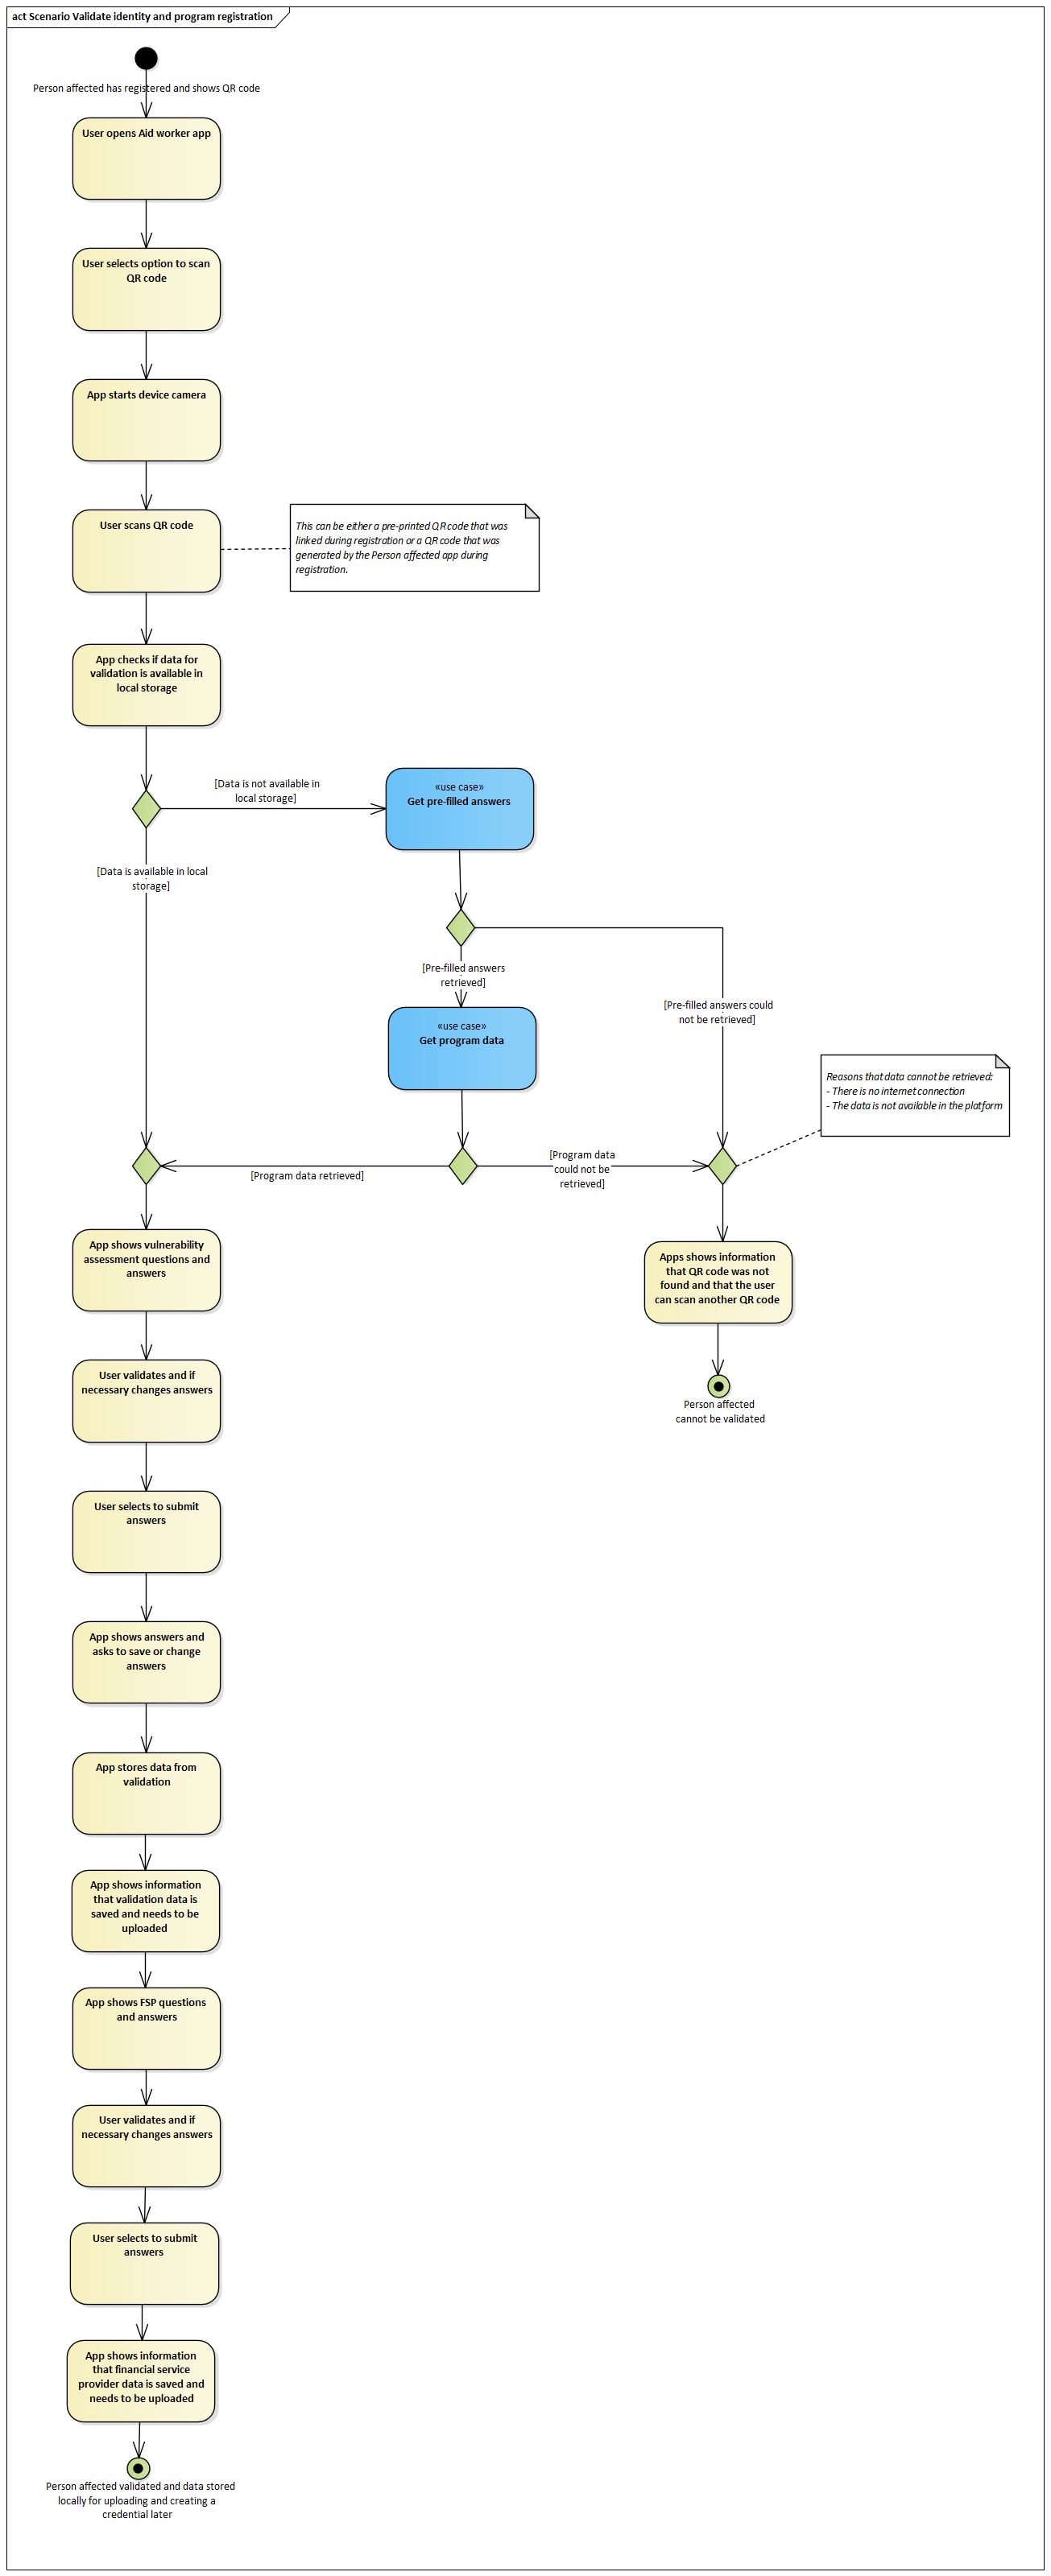 act Scenario Validate identity and program registration
Person affected has registered and shows QR code
User opens Aid worker app
User selects option to scan
QR code
App starts device camera
User scans QR code
This can be either a pre-printed QR code that was
linked during registration or a QR code that was
generated by the Person affected app during
registration.
App checks if data for
validation is available in
local storage
[Data is not available in
local storage]
«use case»
Get pre-filled answers
[Data is available in local
storage]
[Pre-filled answers
retrieved]
[Pre-filled answers could
not be retrieved]
«use case»
Get program data
Reasons that data cannot be retrieved:
- There is no internet connection
- The data is not available in the platform
[Program data retrieved]
[Program data
could not be
retrieved]
App shows vulnerability
assessment questions and
answers
Apps shows information
that QR code was not
found and that the user
can scan another QR code
Person affected
cannot be validated
User validates and if
necessary changes answers
User selects to submit
answers
App shows answers and
asks to save or change
answers
App stores data from
validation
App shows information
that validation data is
saved and needs to be
uploaded
App shows FSP questions
and answers
User validates and if
necessary changes answers
User selects to submit
answers
App shows information
that financial service
provider data is saved and
needs to be uploaded
Person affected validated and data stored
locally for uploading and creating a
credential later